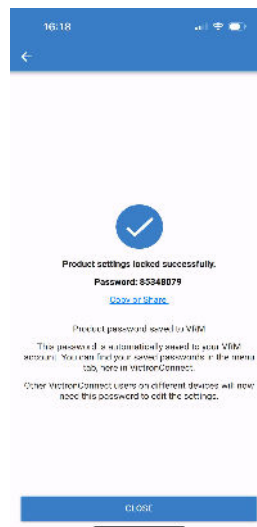 16:18
Product settings locked successfully.
Password: 85348079
Copy or Share
Product password saved to VRM
This password is automatically saved to your VRM
account. You can find your saved passwords in the menu
tab, here in VictronConnect.
Other VictronConnect users on different devices will now
need this password to edit the settings.
CLOSE